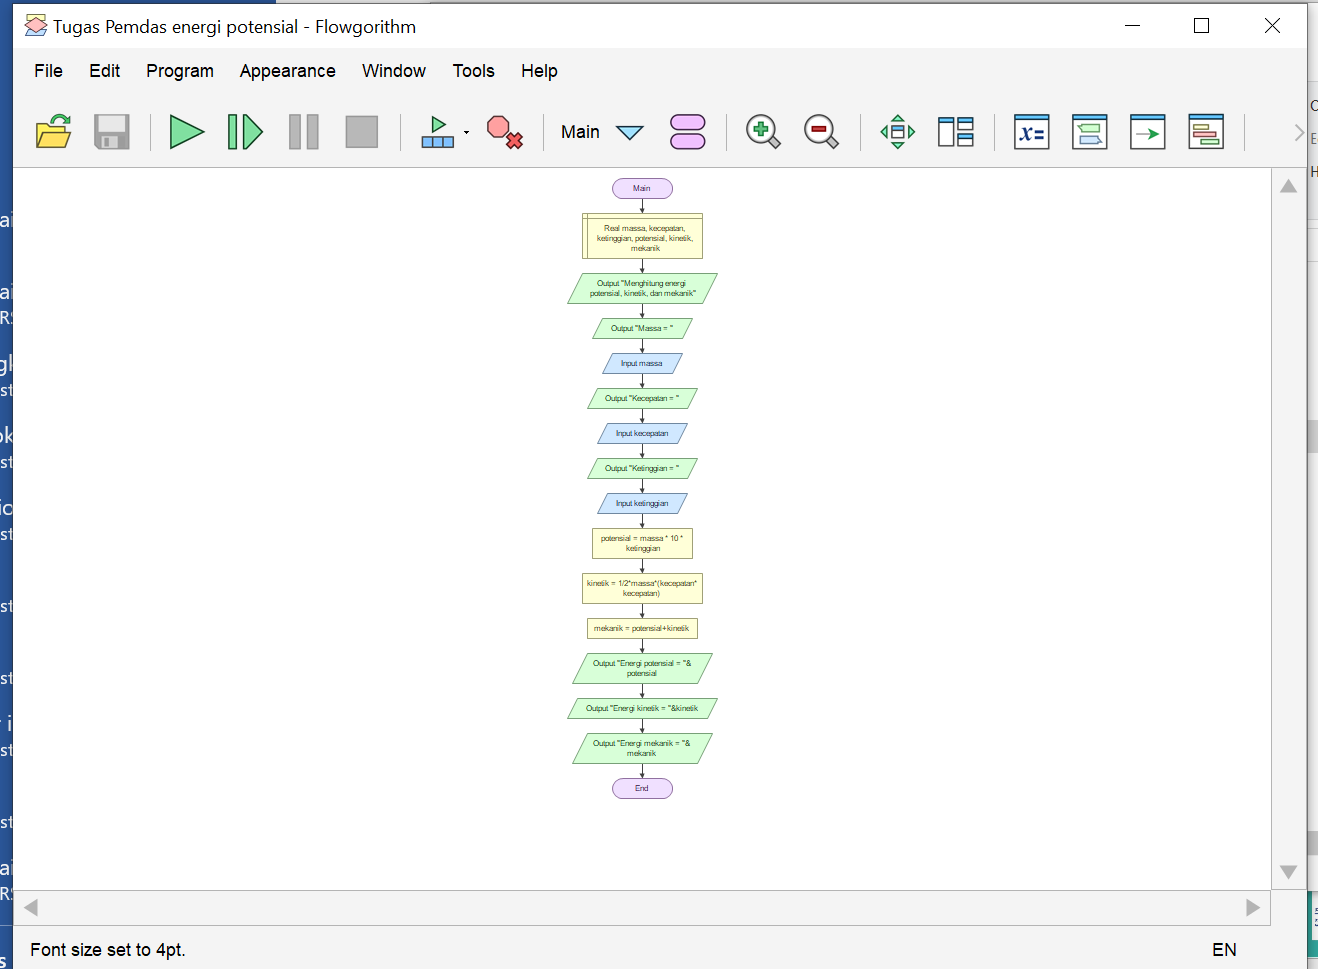 Tugas Pemdas energi potensial - Flowgorithm
File Edit Program Appearance Window Tools Help
Main
x=
Main
Real massa, kecepatan,
ketinggian, potensial, kinetik,
mekanik
Output "Menghitung energi
potensial, kinetik, dan mekanik"
Output "Massa = "
Input massa
Output "Kecepatan = "
Input kecepatan
Output "Ketinggian = "
Input ketinggian
potensial = massa * 10 *
ketinggian
kinetik = 1/2*massa*(kecepatan*
kecepatan)
mekanik = potensial+kinetik
Output "Energi potensial = "&
potensial
Output "Energi kinetik = "&kinetik
Output "Energi mekanik = "&
mekanik
End
Font size set to 4pt.
EN